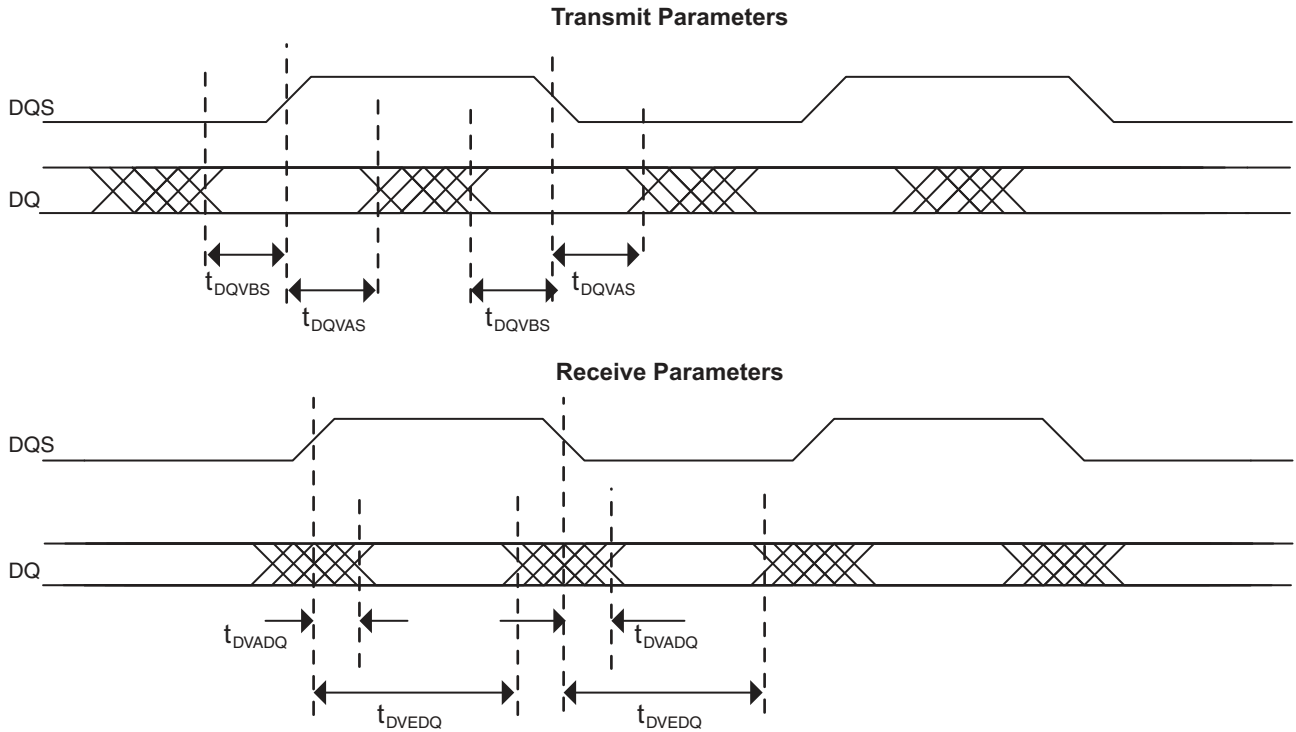 Transmit Parameters
DQS
DQ
tDQVBS
tDQVAS
tDQVAS
tDQVBS
Receive Parameters
DQS
DQ
tDVADQ
tDVADQ
tDVEDQ
tDVEDQ